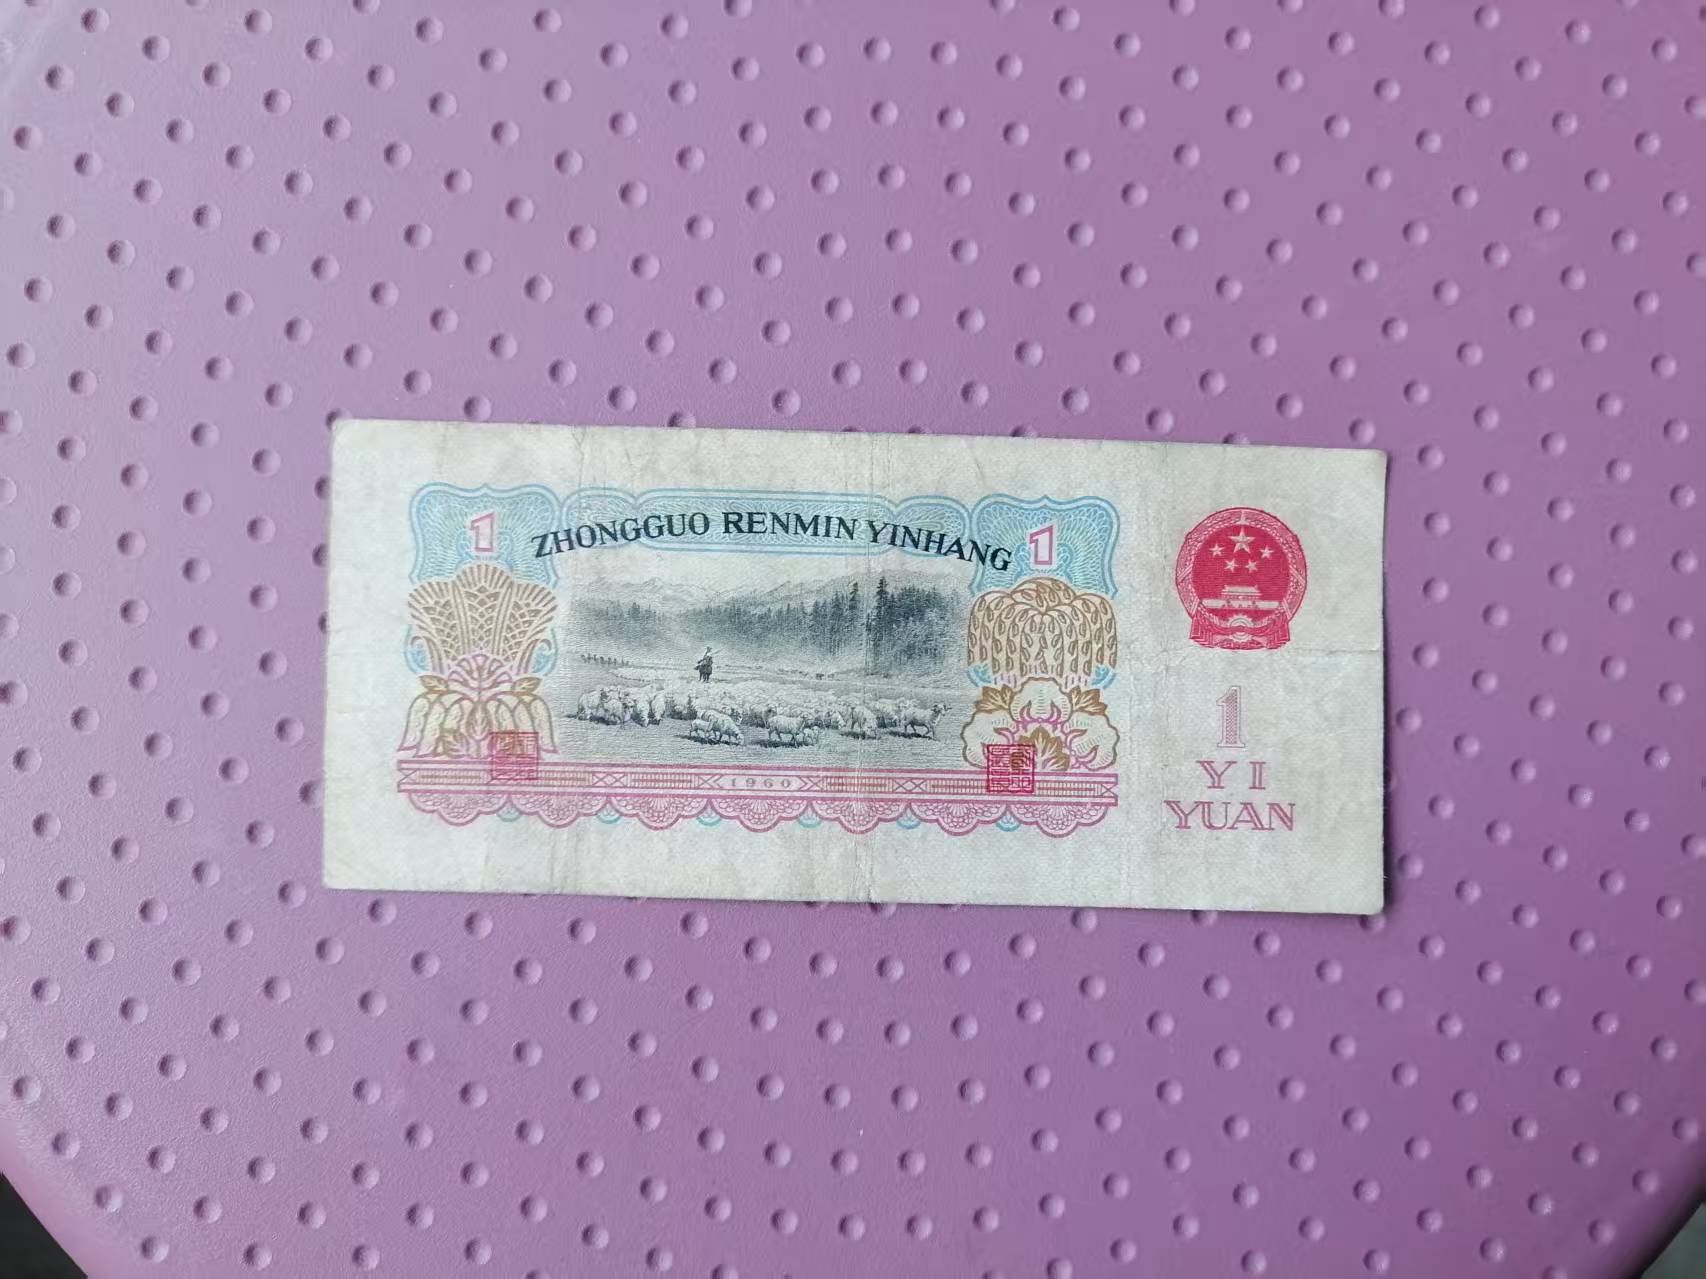 ZHONGGUO RENMIN YINHANG
1
1
1960
1
YI
YUAN